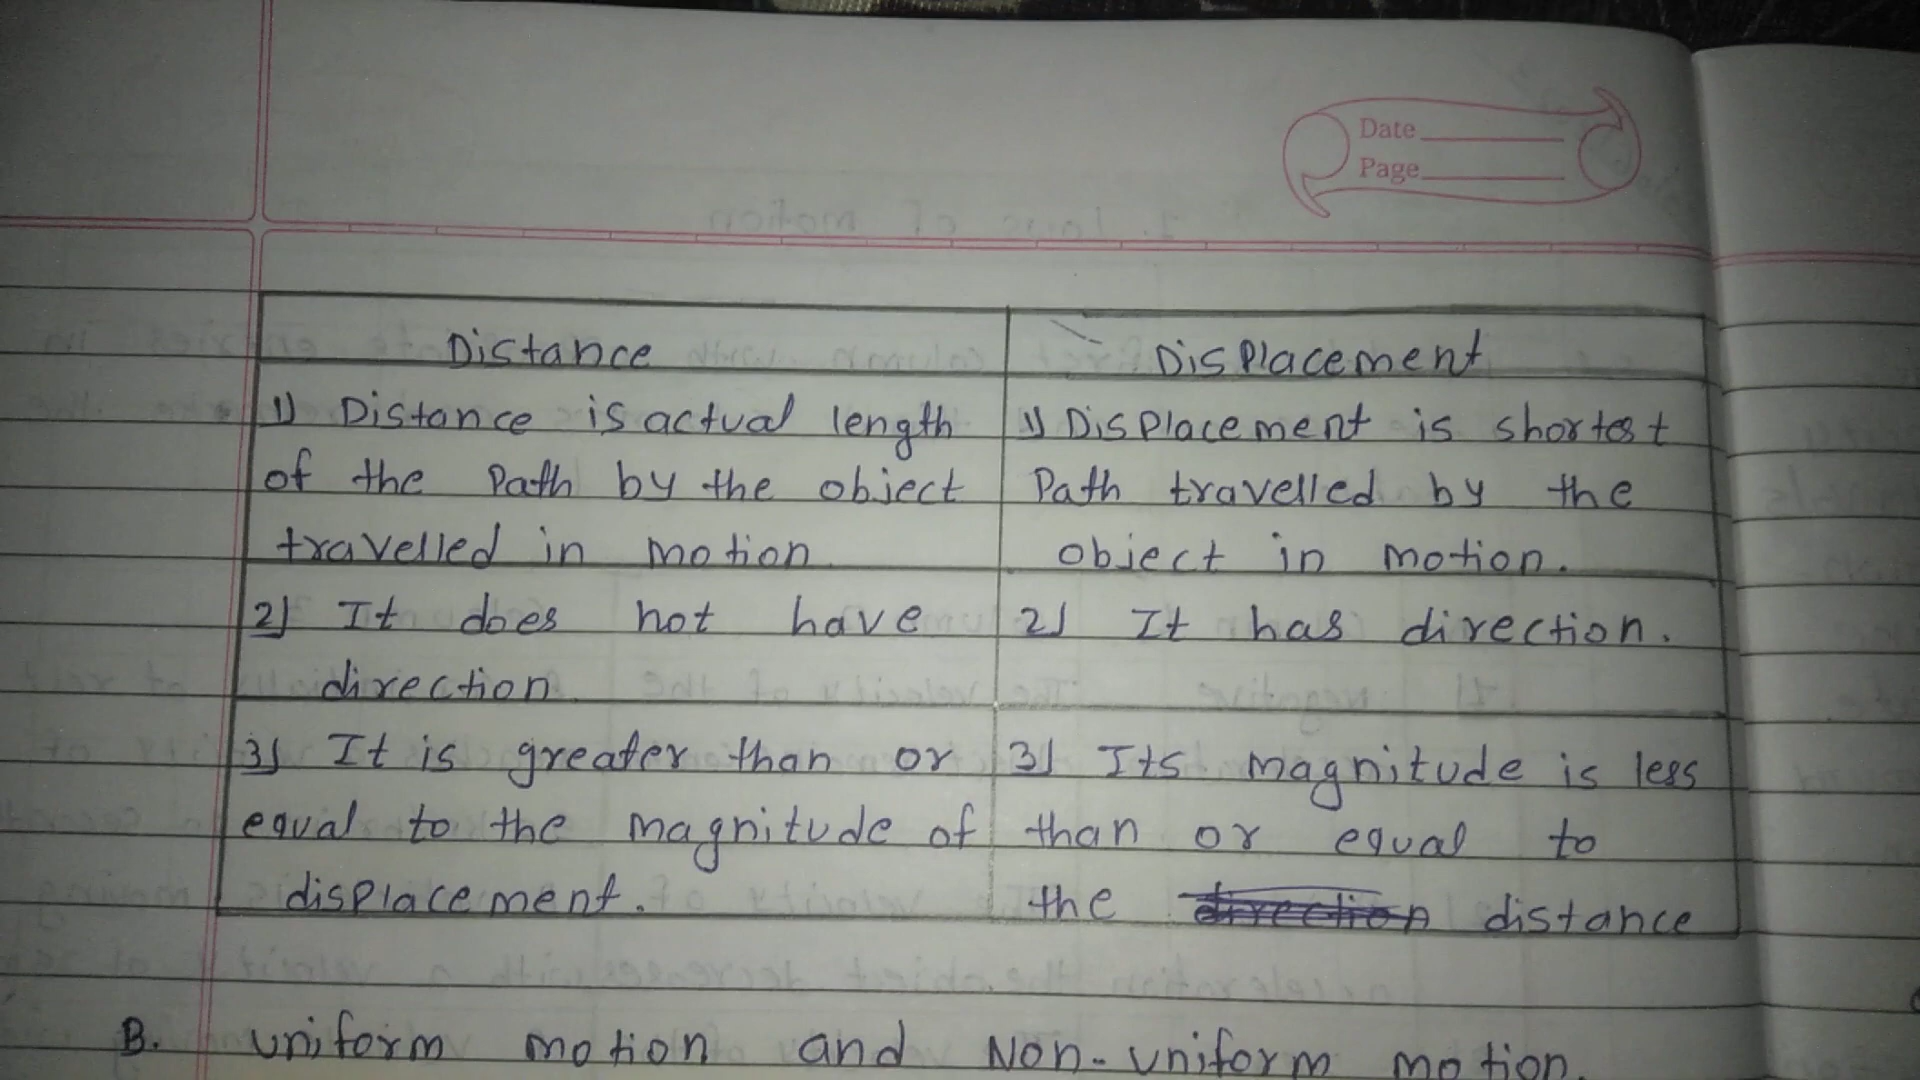 Date
Page
Distance
Displacement
1) Distance is actual length
of the Path by the object
travelled in motion
1) Displacement is shortest
Path travelled by the
object in motion.
2) It does not have
direction
2) It has direction.
3) It is greater than or
equal to the magnitude of
displacement.
3) Its magnitude is less
than or equal to
the direction distance
B. uniform motion and Non-uniform motion.